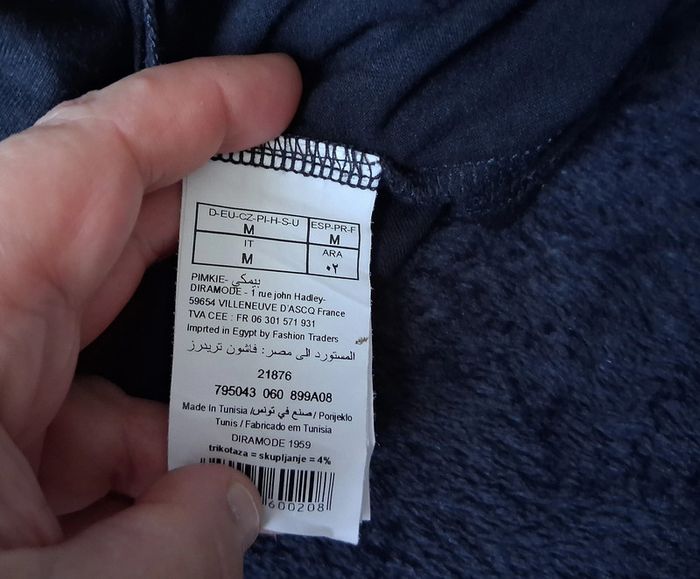 D-EU-CZ-PI-H-S-U ESP-PR-F
M M
IT ARA
M ٠٢
PIMKIE- بيمكي
DIRAMODE - 1 rue john Hadley-
59654 VILLENEUVE D'ASCQ France
TVA CEE : FR 06 301 571 931
Imprted in Egypt by Fashion Traders
المستورد الى مصر: فاشون تريدرز
21876
795043 060 899A08
Made In Tunisia / صنع في تونس / Porijeklo
Tunis / Fabricado em Tunisia
DIRAMODE 1959
trikotaza = skupljanje = 4%
600208